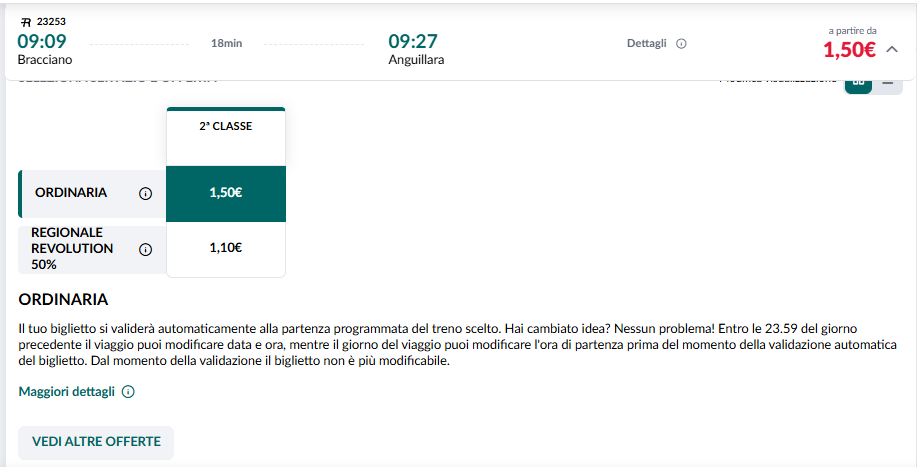 23253
09:09
18min
09:27
Dettagli
a partire da
1,50€
Bracciano
Anguillara
2ª CLASSE
ORDINARIA
1,50€
REGIONALE
REVOLUTION
50%
1,10€
ORDINARIA
Il tuo biglietto si validerà automaticamente alla partenza programmata del treno scelto. Hai cambiato idea? Nessun problema! Entro le 23.59 del giorno
precedente il viaggio puoi modificare data e ora, mentre il giorno del viaggio puoi modificare l'ora di partenza prima del momento della validazione automatica
del biglietto. Dal momento della validazione il biglietto non è più modificabile.
Maggiori dettagli
VEDI ALTRE OFFERTE